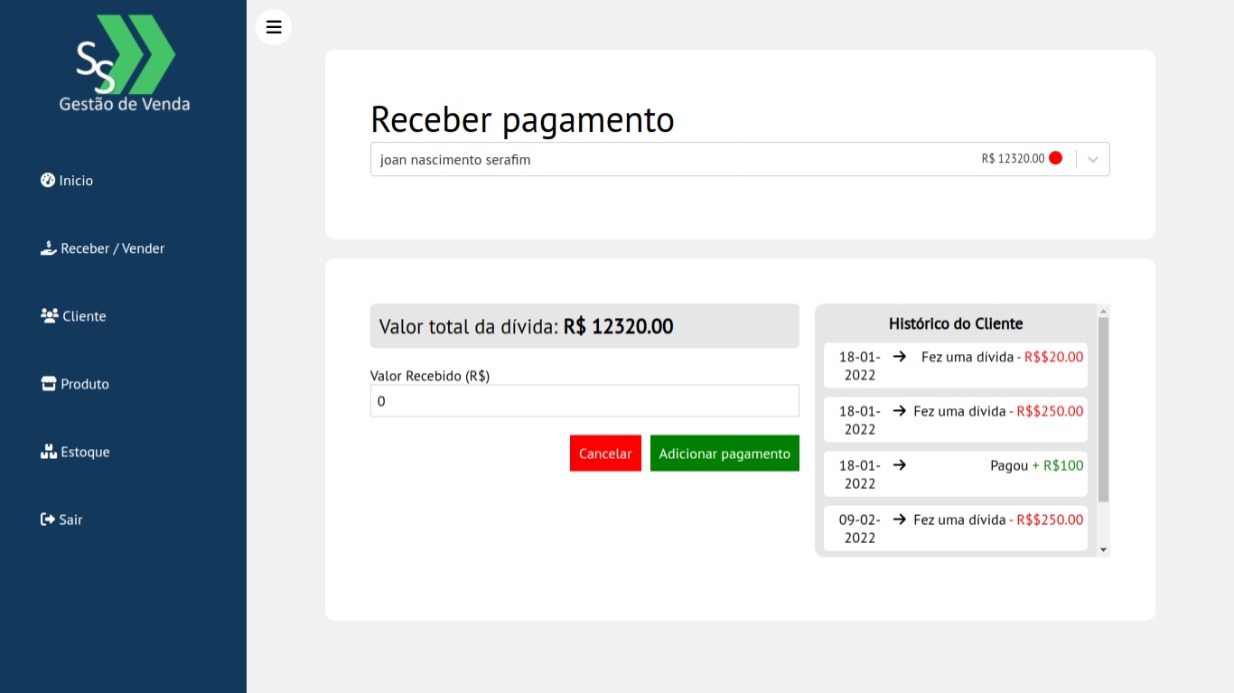 SS
Gestão de Venda
Inicio
Receber / Vender
Cliente
Produto
Estoque
Sair
Receber pagamento
joan nascimento serafim R$ 12320.00
Valor total da dívida: R$ 12320.00
Valor Recebido (R$)
0
Cancelar Adicionar pagamento
Histórico do Cliente
18-01-2022 → Fez uma dívida - R$$20.00
18-01-2022 → Fez uma dívida - R$$250.00
18-01-2022 → Pagou + R$100
09-02-2022 → Fez uma dívida - R$$250.00